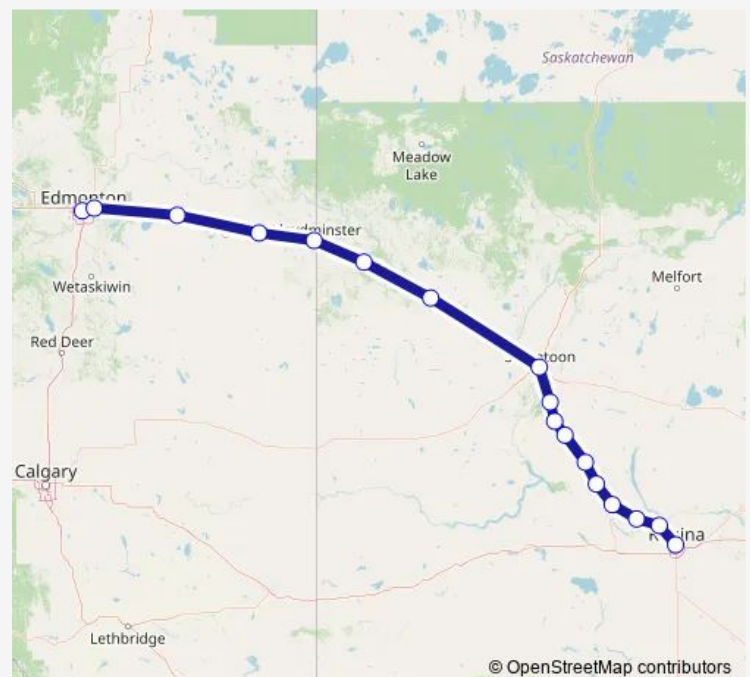 Saskatchewan
Meadow
Lake
Edmonton
Melfort
Wetaskiwin
Red Deer
Calgary
Lethbridge
© OpenStreetMap contributors